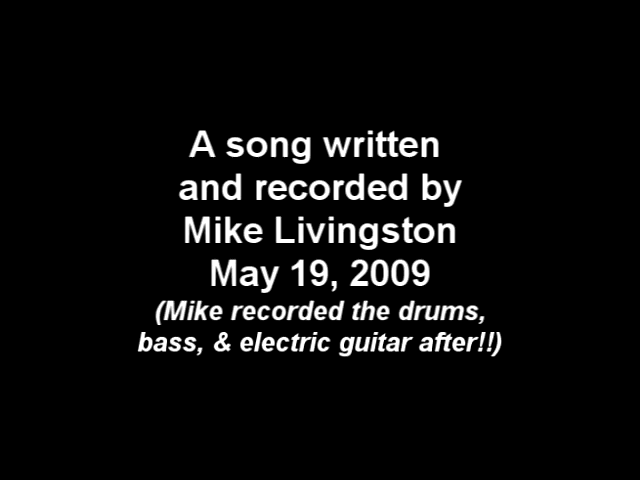 A song written
and recorded by
Mike Livingston
May 19, 2009
(Mike recorded the drums,
bass, & electric guitar after!!)